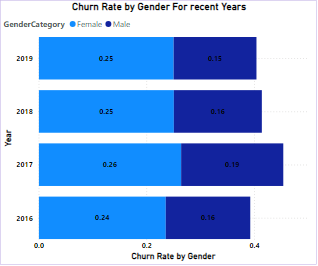 Churn Rate by Gender For recent Years
GenderCategory Female Male
2019 0.25 0.15
2018 0.25 0.16
2017 0.26 0.19
2016 0.24 0.16
Year
0.0 0.2 0.4
Churn Rate by Gender